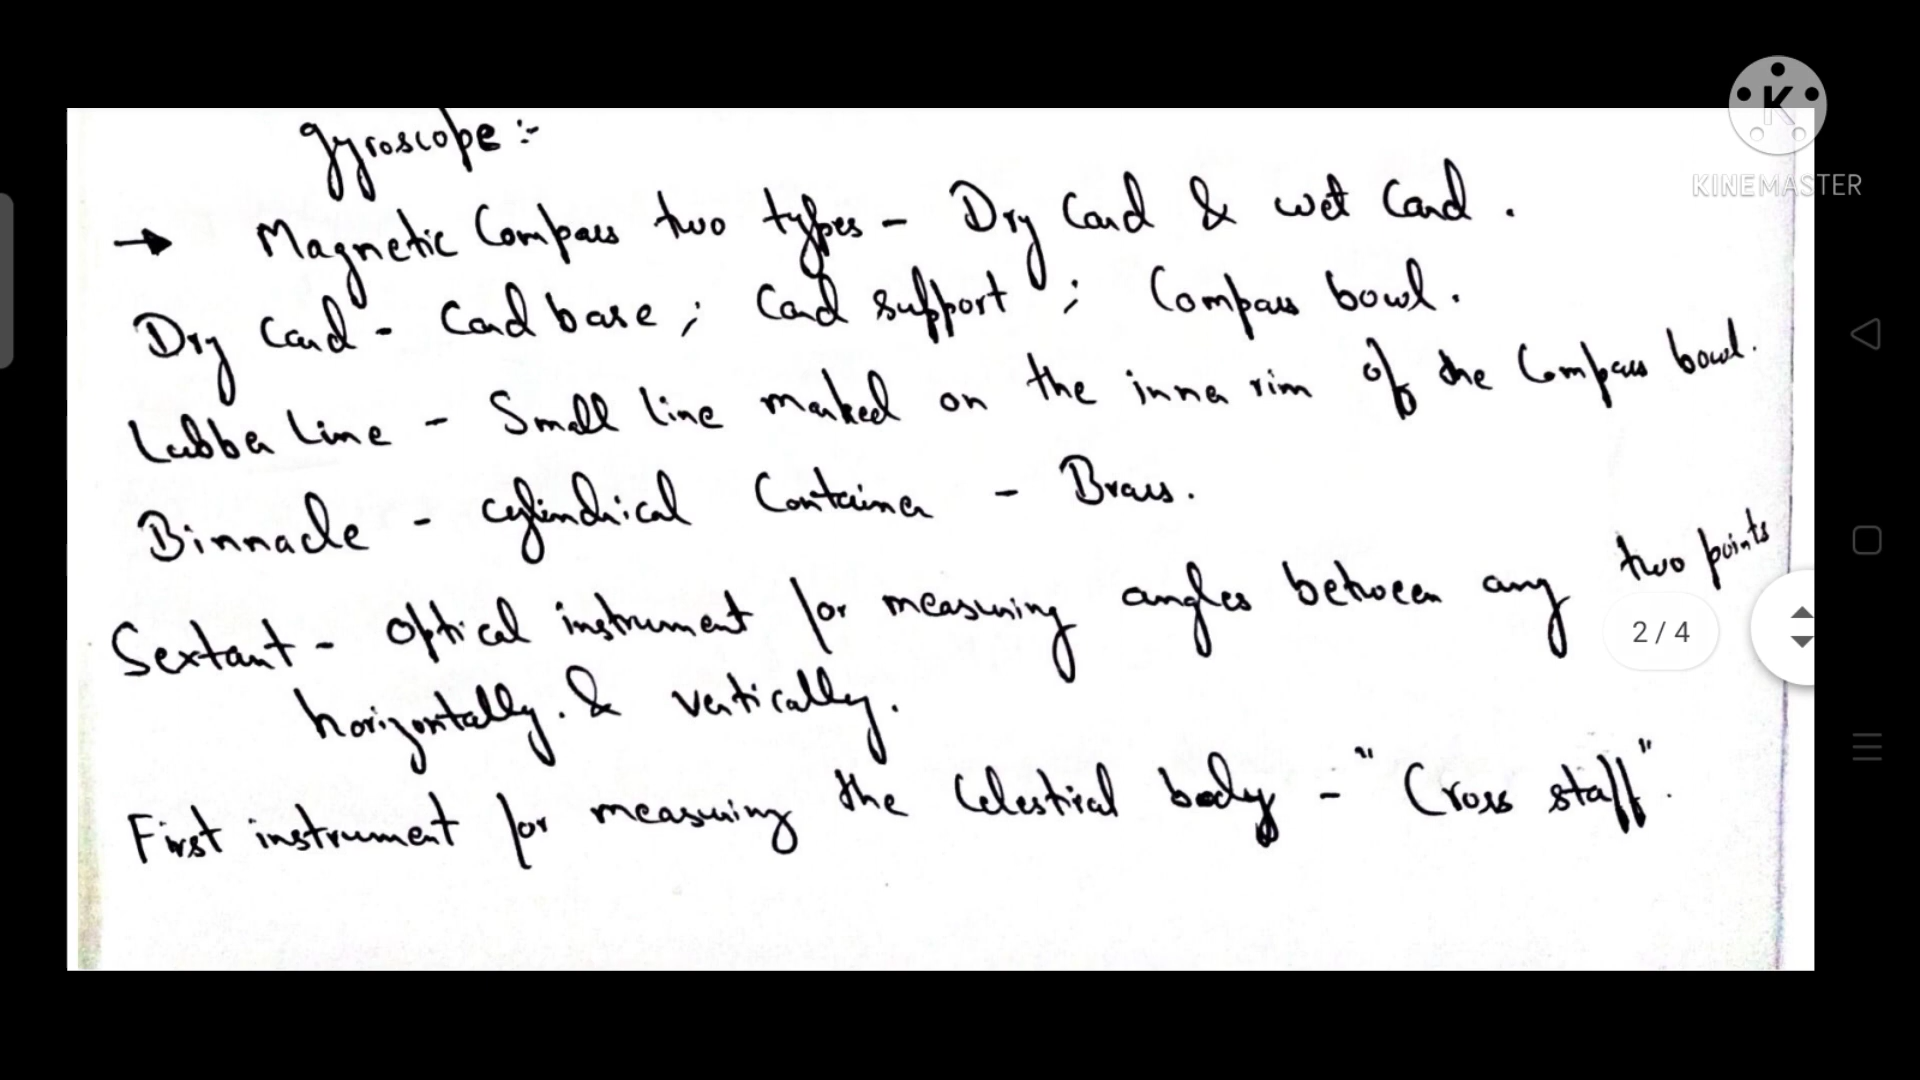 gyroscope :-
KINEMASTER
→ Magnetic Compass two types - Dry Card & wet Card.
Dry Card - Card base ; Card support ; Compass bowl.
Lubber Line - Small line marked on the inner rim of the Compass bowl.
Binnacle - cylindrical Container - Brass.
Sextant - optical instrument for measuring angles between any two points
2 / 4
horizontally. & vertically.
First instrument for measuring the Celestial body - "Cross staff".